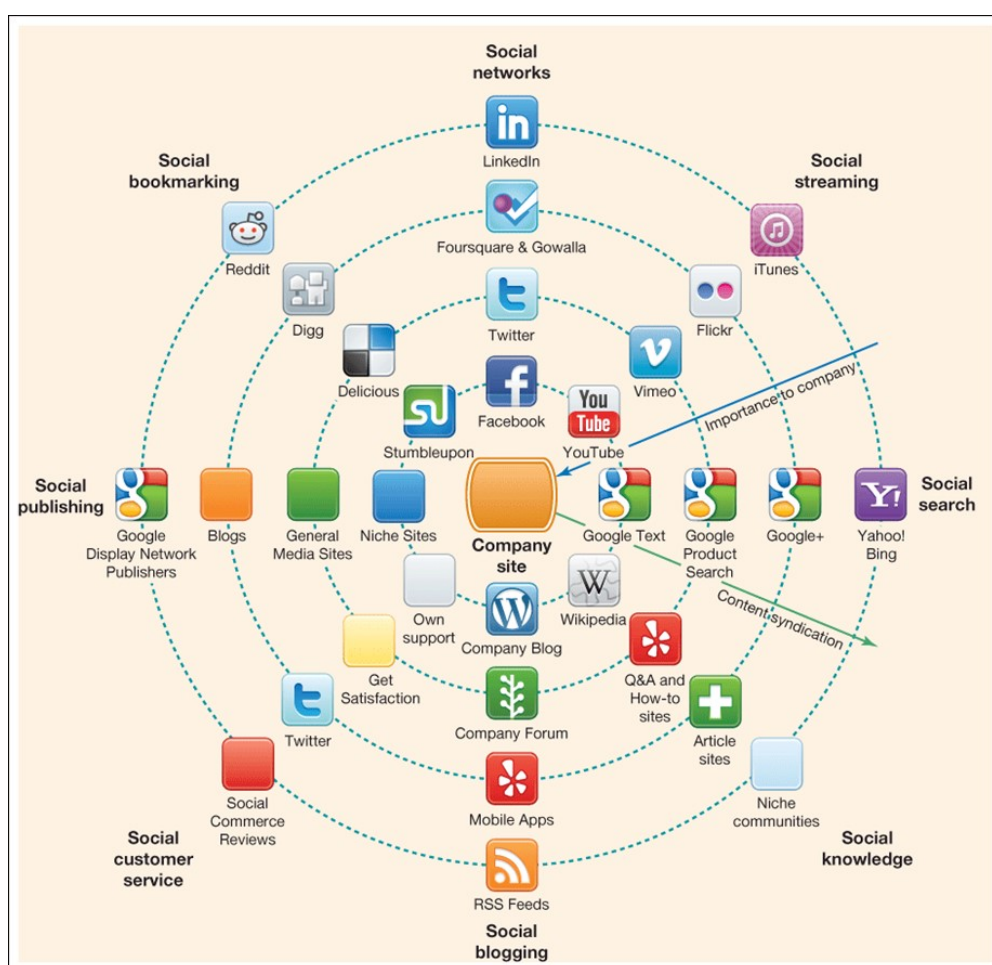 Social
networks
in
LinkedIn
Social
bookmarking
Social
streaming
Reddit
Foursquare & Gowalla
iTunes
Digg
Twitter
Flickr
Delicious
f
Facebook
Vimeo
Importance to company
Stumbleupon
You
Tube
YouTube
Social
publishing
Google
Display Network
Publishers
Blogs
General
Media Sites
Niche Sites
Company
site
Google Text
Google
Product
Search
Google+
Y!
Yahoo!
Bing
Social
search
Content syndication
Own
support
W
Company Blog
W
Wikipedia
Get
Satisfaction
Company Forum
Q&A and
How-to
sites
Twitter
Mobile Apps
Article
sites
Social
Commerce
Reviews
Niche
communities
Social
customer
service
RSS Feeds
Social
knowledge
Social
blogging